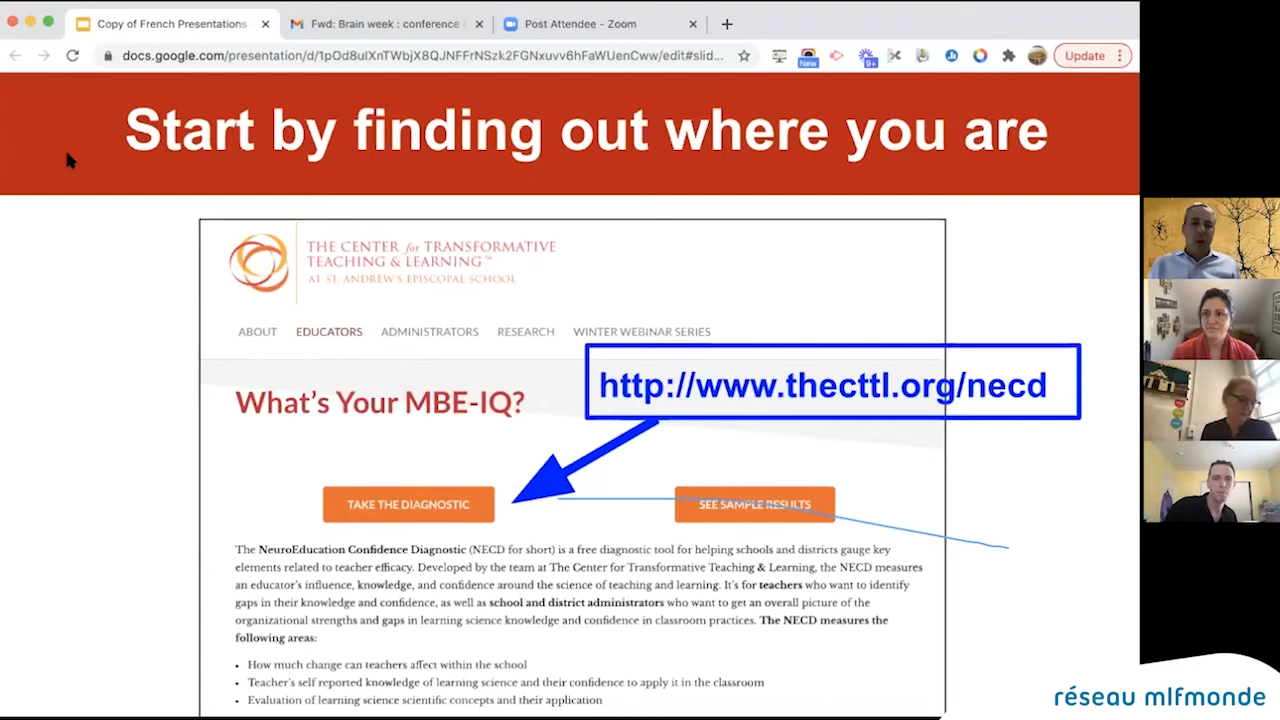 Copy of French Presentations
Fwd: Brain week : conference
Post Attendee - Zoom
docs.google.com/presentation/d/1pOd8ulXnTWbjX8QJNFFrNSzk2FGNxuvv6hFaWUenCww/edit#slid...
New
9+
Update
Start by finding out where you are
THE CENTER for TRANSFORMATIVE
TEACHING & LEARNING™
AT ST. ANDREW'S EPISCOPAL SCHOOL
ABOUT EDUCATORS ADMINISTRATORS RESEARCH WINTER WEBINAR SERIES
http://www.thecttl.org/necd
What's Your MBE-IQ?
TAKE THE DIAGNOSTIC
SEE SAMPLE RESULTS
The NeuroEducation Confidence Diagnostic (NECD for short) is a free diagnostic tool for helping schools and districts gauge key
elements related to teacher efficacy. Developed by the team at The Center for Transformative Teaching & Learning, the NECD measures
an educator's influence, knowledge, and confidence around the science of teaching and learning. It's for teachers who want to identify
gaps in their knowledge and confidence, as well as school and district administrators who want to get an overall picture of the
organizational strengths and gaps in learning science knowledge and confidence in classroom practices. The NECD measures the
following areas:
• How much change can teachers affect within the school
• Teacher's self reported knowledge of learning science and their confidence to apply it in the classroom
• Evaluation of learning science scientific concepts and their application
réseau mlfmonde